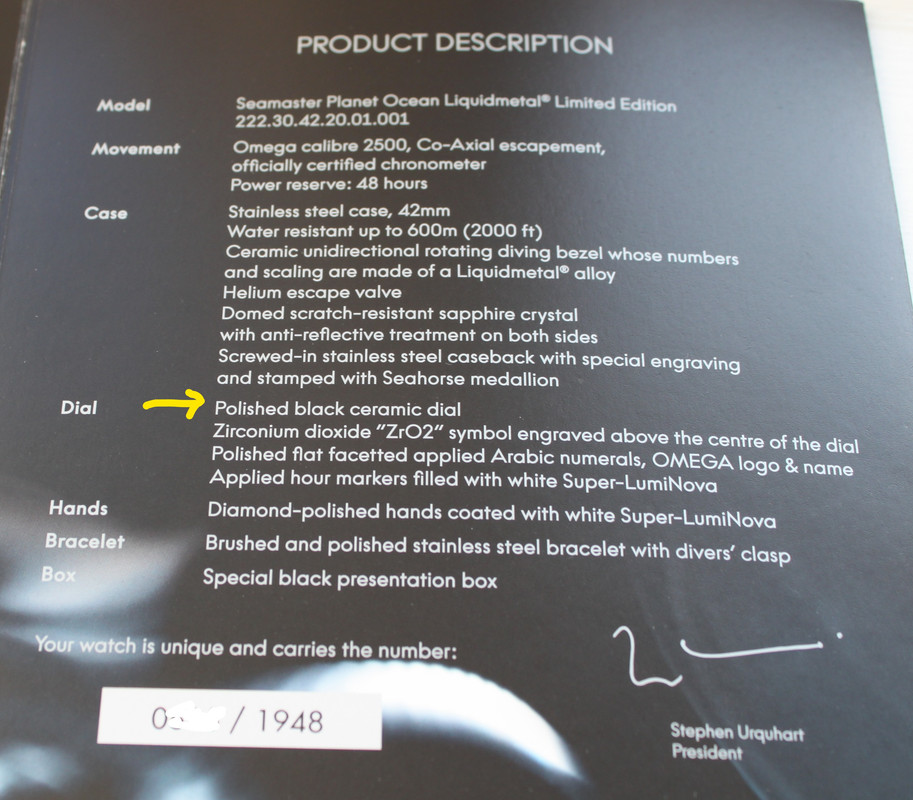 PRODUCT DESCRIPTION
Model Seamaster Planet Ocean Liquidmetal® Limited Edition
222.30.42.20.01.001
Movement Omega calibre 2500, Co-Axial escapement,
officially certified chronometer
Power reserve: 48 hours
Case Stainless steel case, 42mm
Water resistant up to 600m (2000 ft)
Ceramic unidirectional rotating diving bezel whose numbers
and scaling are made of a Liquidmetal® alloy
Helium escape valve
Domed scratch-resistant sapphire crystal
with anti-reflective treatment on both sides
Screwed-in stainless steel caseback with special engraving
and stamped with Seahorse medallion
Dial Polished black ceramic dial
Zirconium dioxide "ZrO2" symbol engraved above the centre of the dial
Polished flat facetted applied Arabic numerals, OMEGA logo & name
Applied hour markers filled with white Super-LumiNova
Hands Diamond-polished hands coated with white Super-LumiNova
Bracelet Brushed and polished stainless steel bracelet with divers' clasp
Box Special black presentation box
Your watch is unique and carries the number:
/ 1948
Stephen Urquhart
President